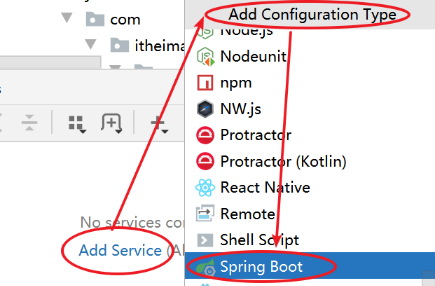 com
itheima
s
No services con
Add Service (Al
Add Configuration Type
Node.js
Nodeunit
npm
NW.js
Protractor
Protractor (Kotlin)
React Native
Remote
Shell Script
Spring Boot